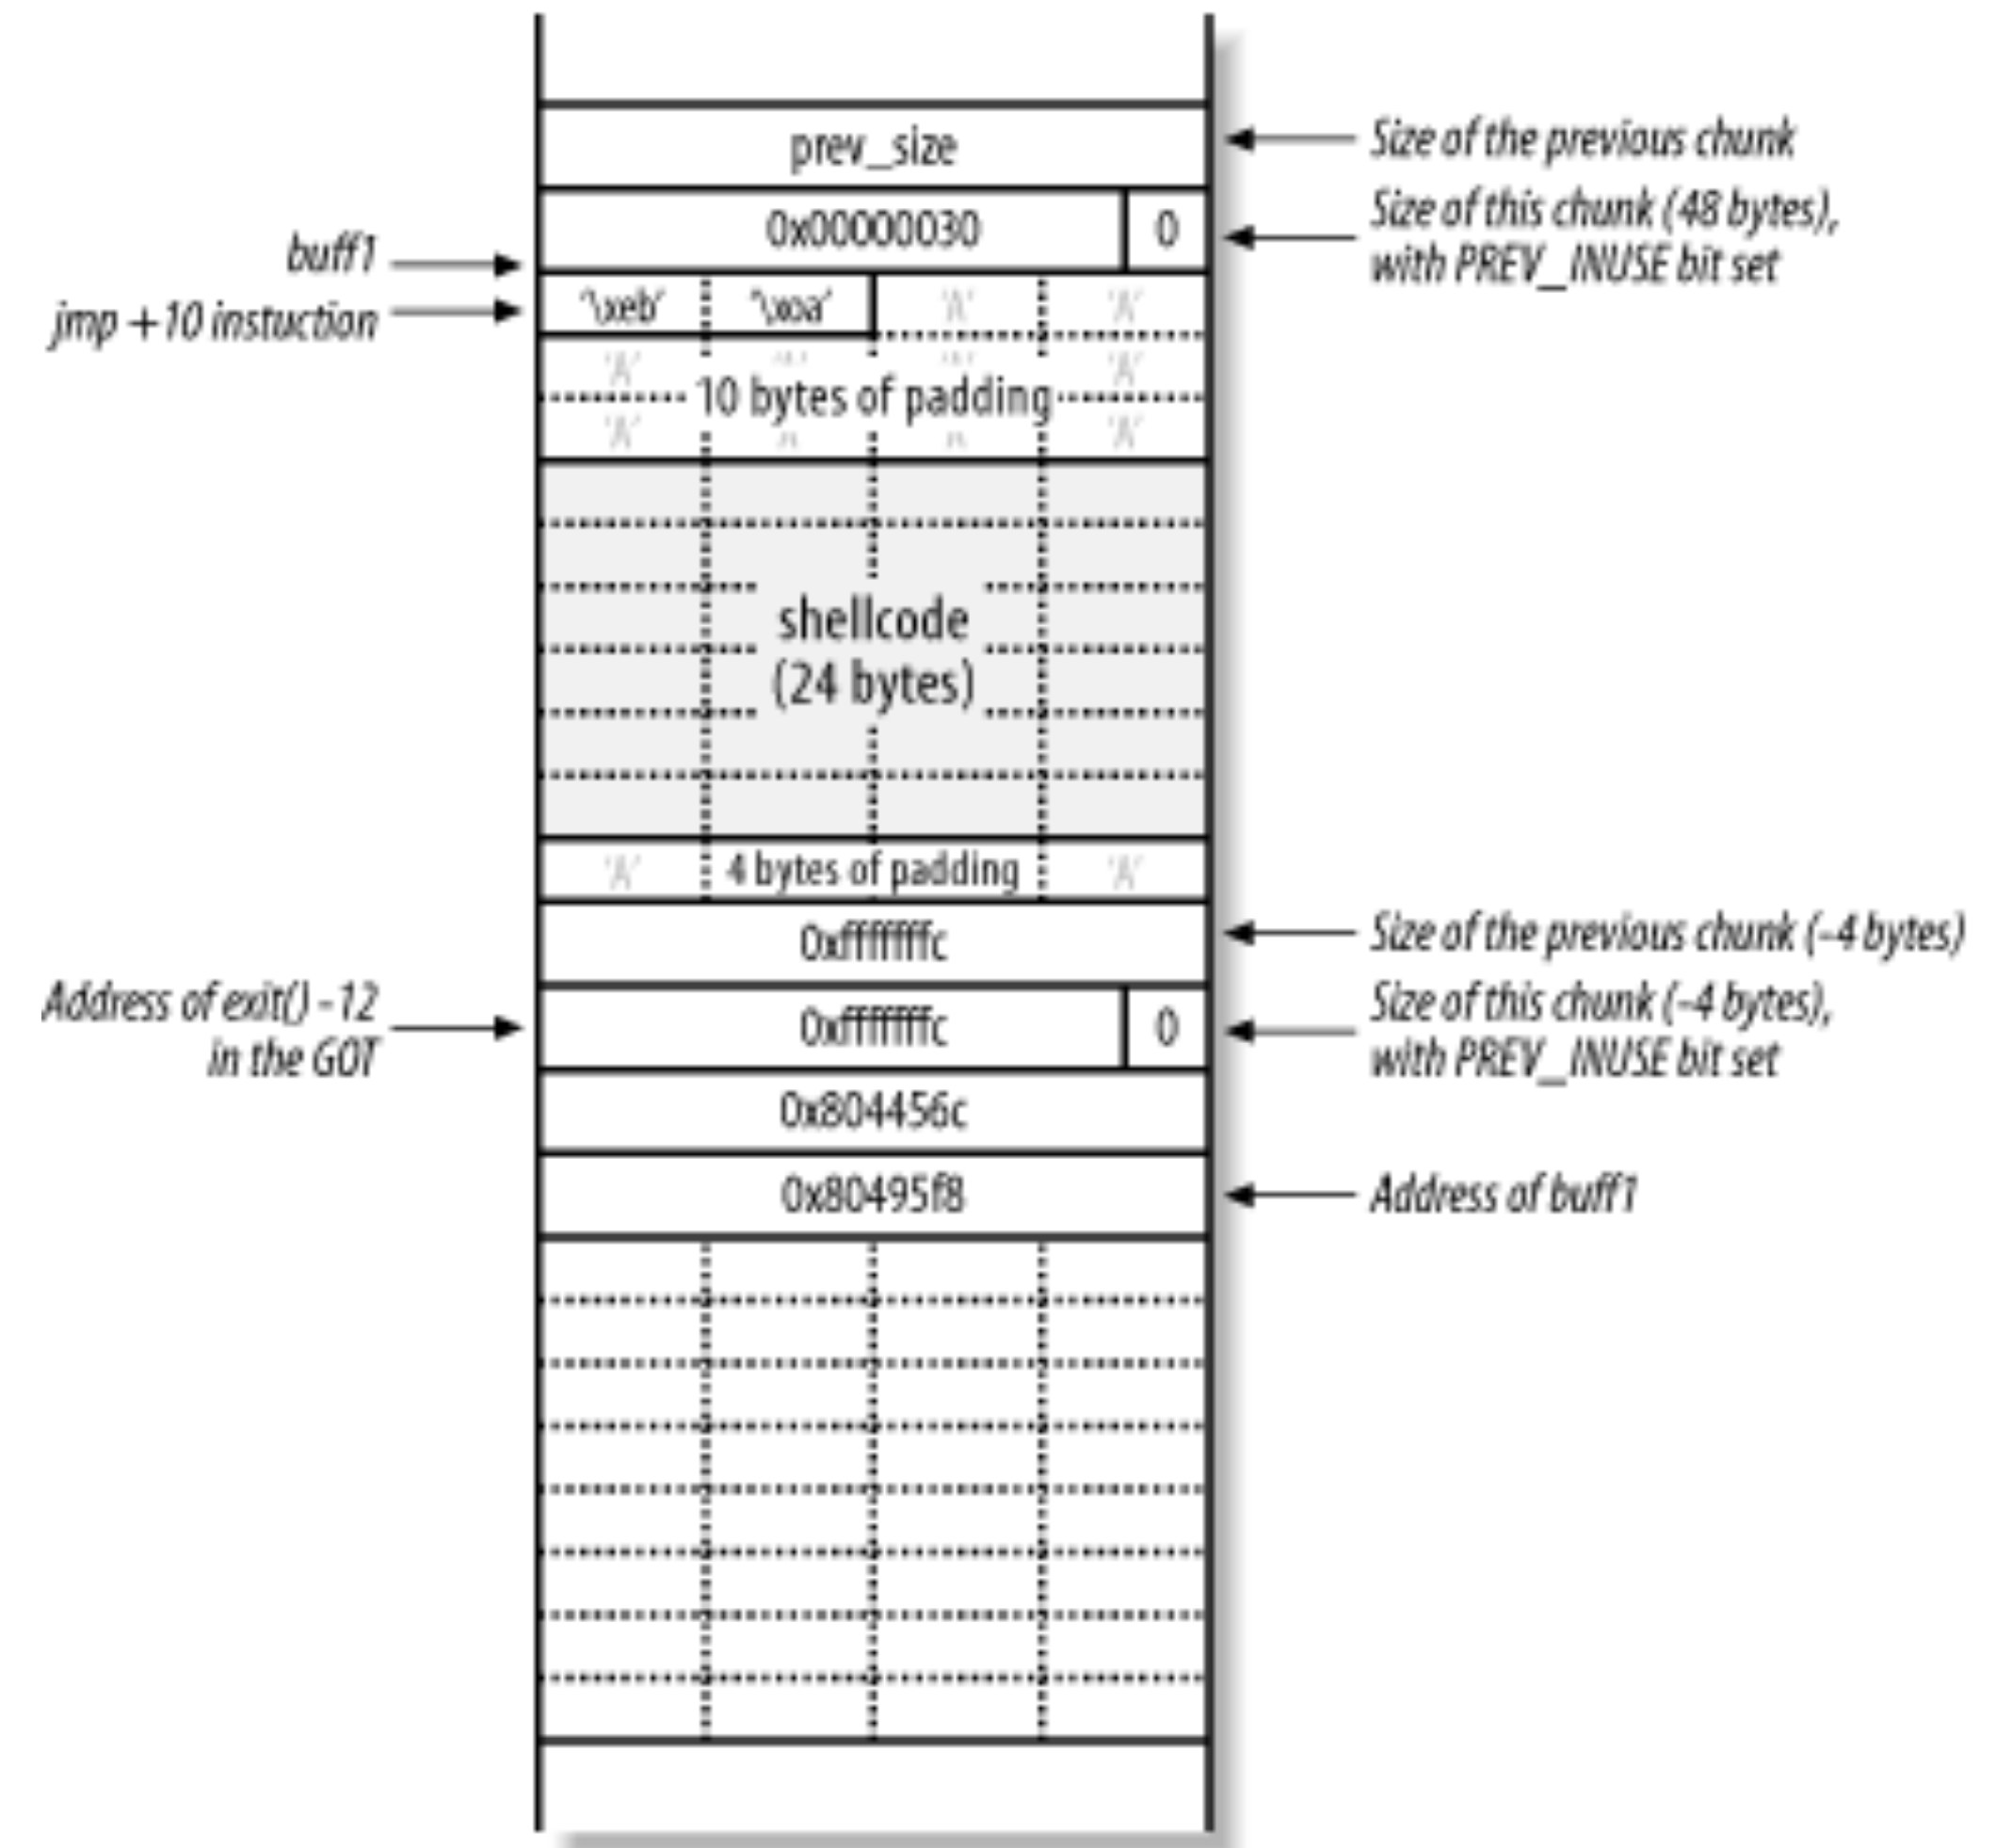 prev_size
Size of the previous chunk
0x00000030
0
Size of this chunk (48 bytes),
with PREV_INUSE bit set
buff1
jmp +10 instuction
'\xeb'
'\xoa'
'A'
'A'
'A'
'A'
10 bytes of padding
'A'
'A'
shellcode
(24 bytes)
'A'
4 bytes of padding
'A'
0xfffffffc
Size of the previous chunk (-4 bytes)
Address of exit() -12
in the GOT
0xfffffffc
0
Size of this chunk (-4 bytes),
with PREV_INUSE bit set
0x804456c
0x80495f8
Address of buff1